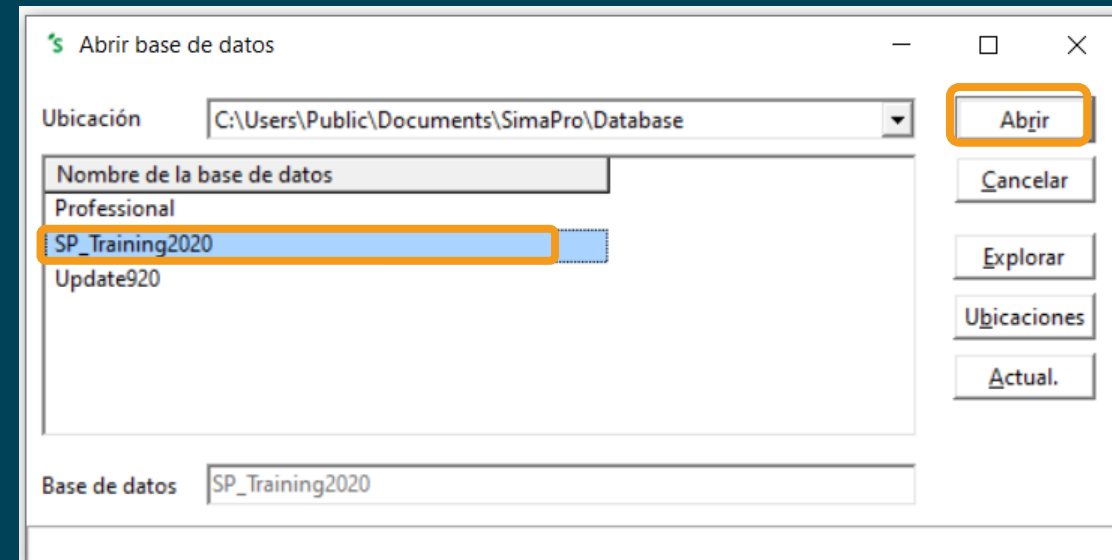 Abrir base de datos
Ubicación C:\Users\Public\Documents\SimaPro\Database Abrir
Nombre de la base de datos Cancelar
Professional
SP_Training2020
Explorar
Update920
Ubicaciones
Actual.
Base de datos SP_Training2020